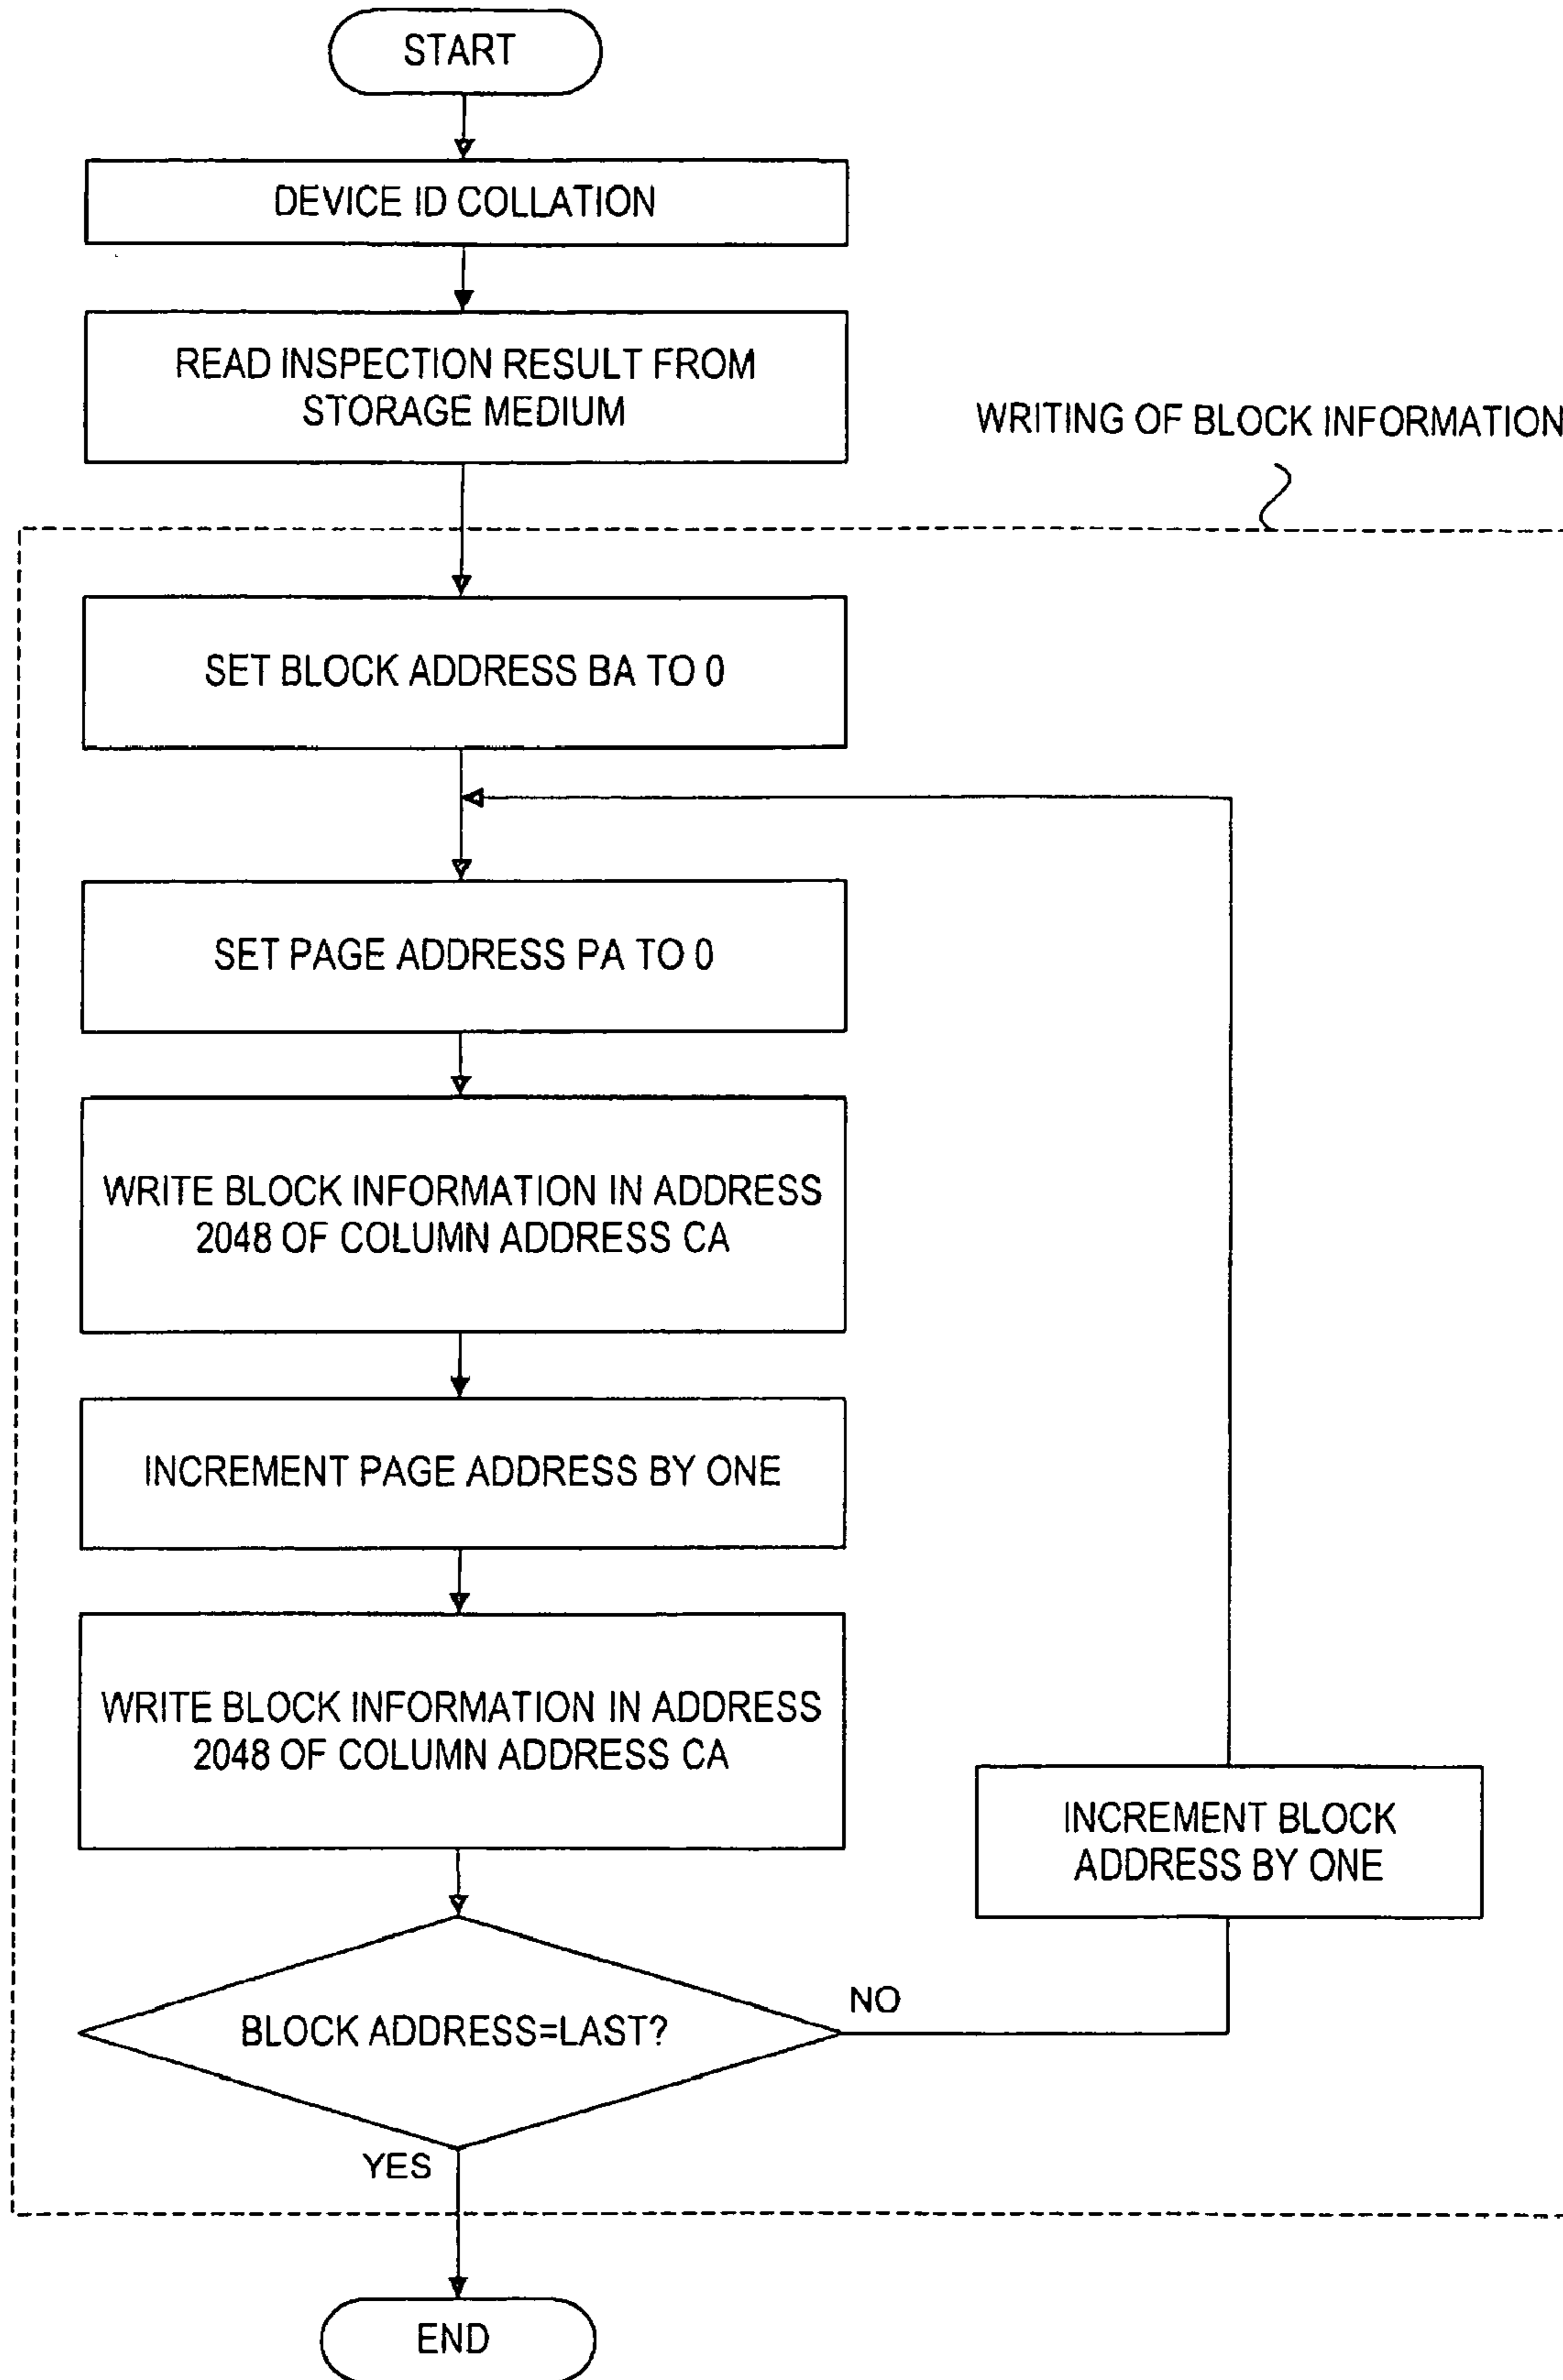 START
DEVICE ID COLLATION
READ INSPECTION RESULT FROM
STORAGE MEDIUM
WRITING OF BLOCK INFORMATION
SET BLOCK ADDRESS BA TO 0
SET PAGE ADDRESS PA TO 0
WRITE BLOCK INFORMATION IN ADDRESS
2048 OF COLUMN ADDRESS CA
INCREMENT PAGE ADDRESS BY ONE
WRITE BLOCK INFORMATION IN ADDRESS
2048 OF COLUMN ADDRESS CA
INCREMENT BLOCK
ADDRESS BY ONE
NO
BLOCK ADDRESS=LAST?
YES
END